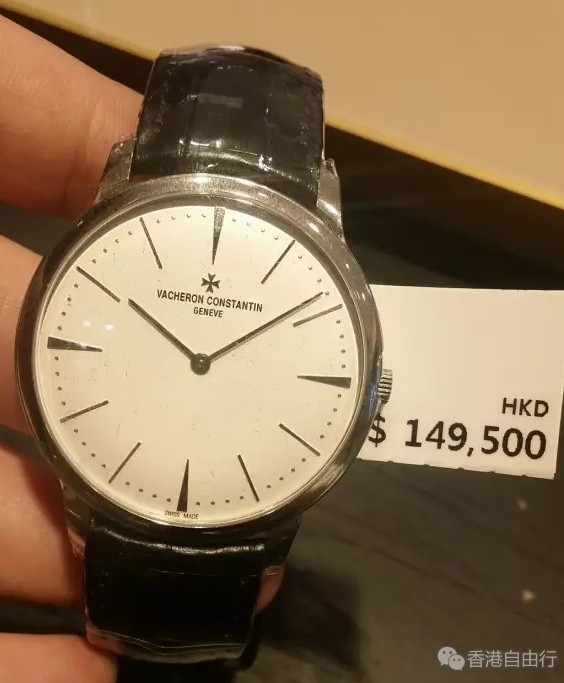 VACHERON CONSTANTIN
GENEVE
SWISS MADE
HKD
$ 149,500
香港自由行